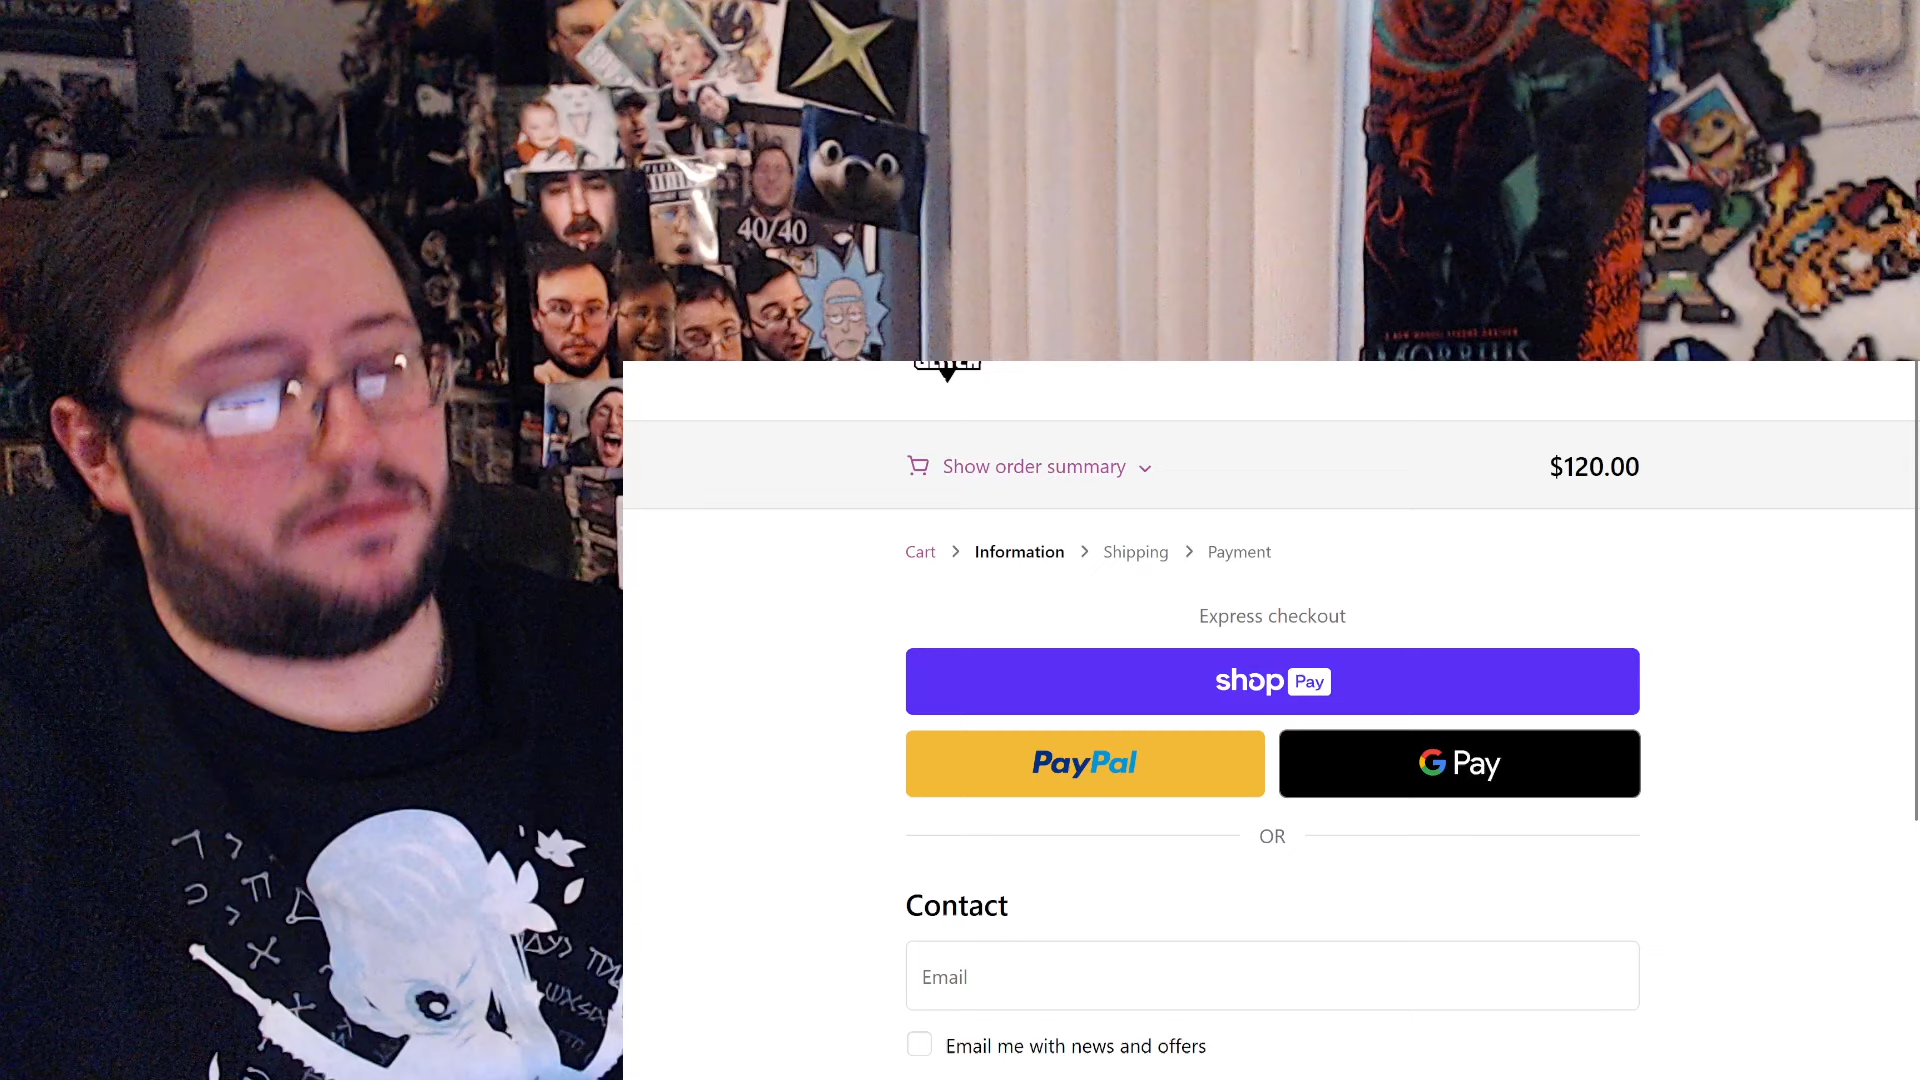 40/40
MORBIUS
Show order summary
$120.00
Cart > Information > Shipping > Payment
Express checkout
shop Pay
PayPal
G Pay
OR
Contact
Email
Email me with news and offers